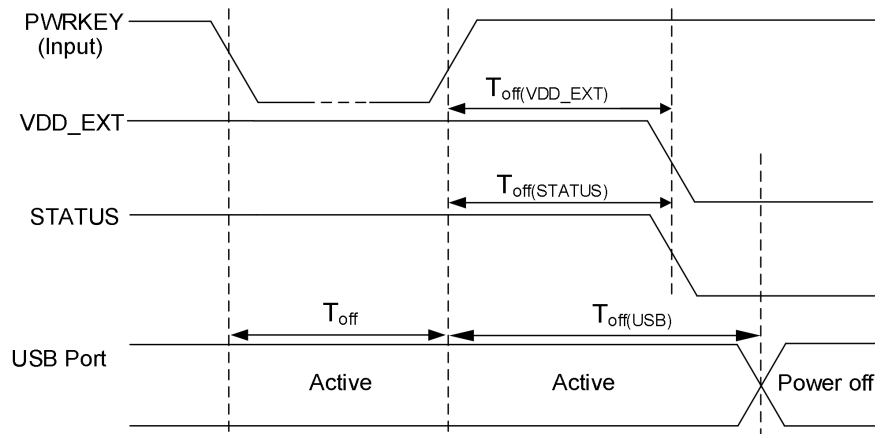 PWRKEY
(Input)
Toff(VDD_EXT)
VDD_EXT
Toff(STATUS)
STATUS
Toff
Toff(USB)
USB Port
Active
Active
Power off